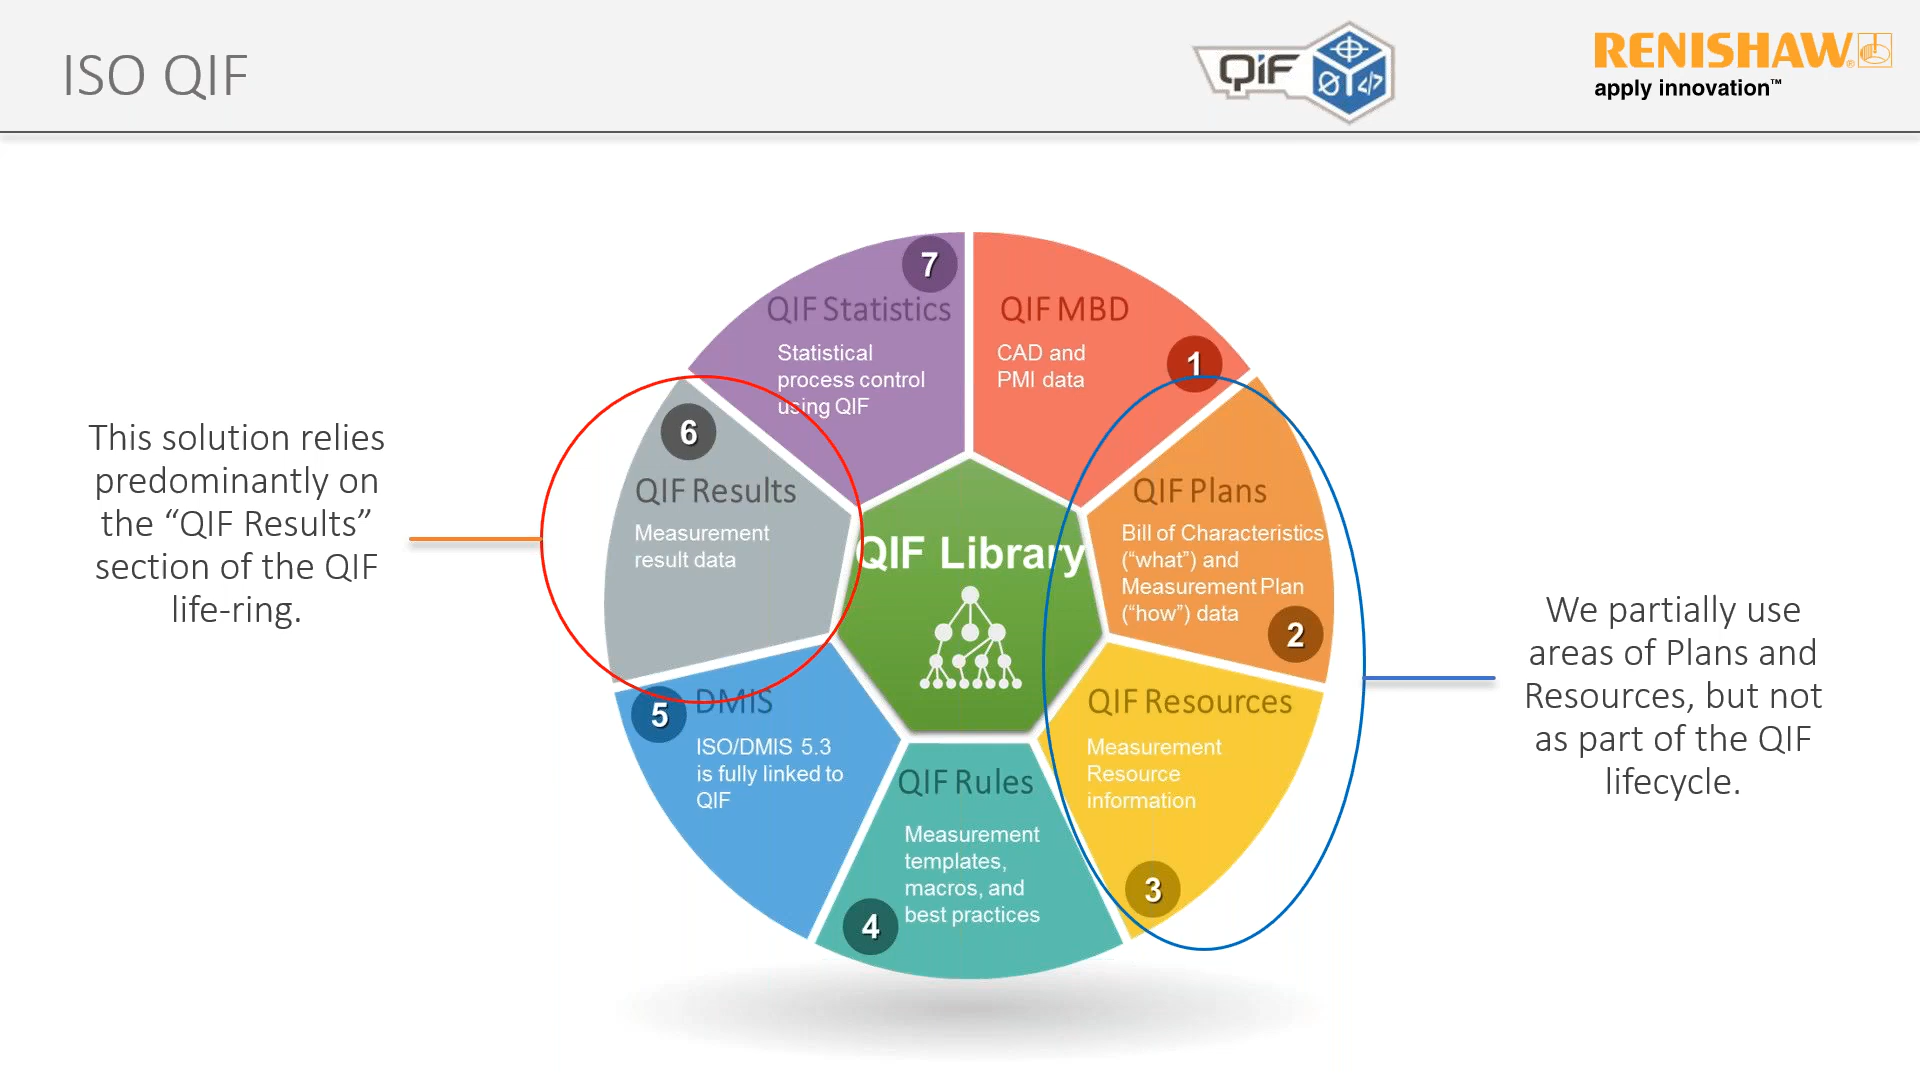 ISO QIF
QiF
RENISHAW
apply innovation™
This solution relies
predominantly on
the “QIF Results”
section of the QIF
life-ring.
7
QIF Statistics
Statistical
process control
using QIF
QIF MBD
CAD and
PMI data
1
6
QIF Results
Measurement
result data
QIF Library
QIF Plans
Bill of Characteristics
(“what”) and
Measurement Plan
(“how”) data
2
5
DMIS
ISO/DMIS 5.3
is fully linked to
QIF
QIF Rules
Measurement
templates,
macros, and
best practices
4
QIF Resources
Measurement
Resource
information
3
We partially use
areas of Plans and
Resources, but not
as part of the QIF
lifecycle.